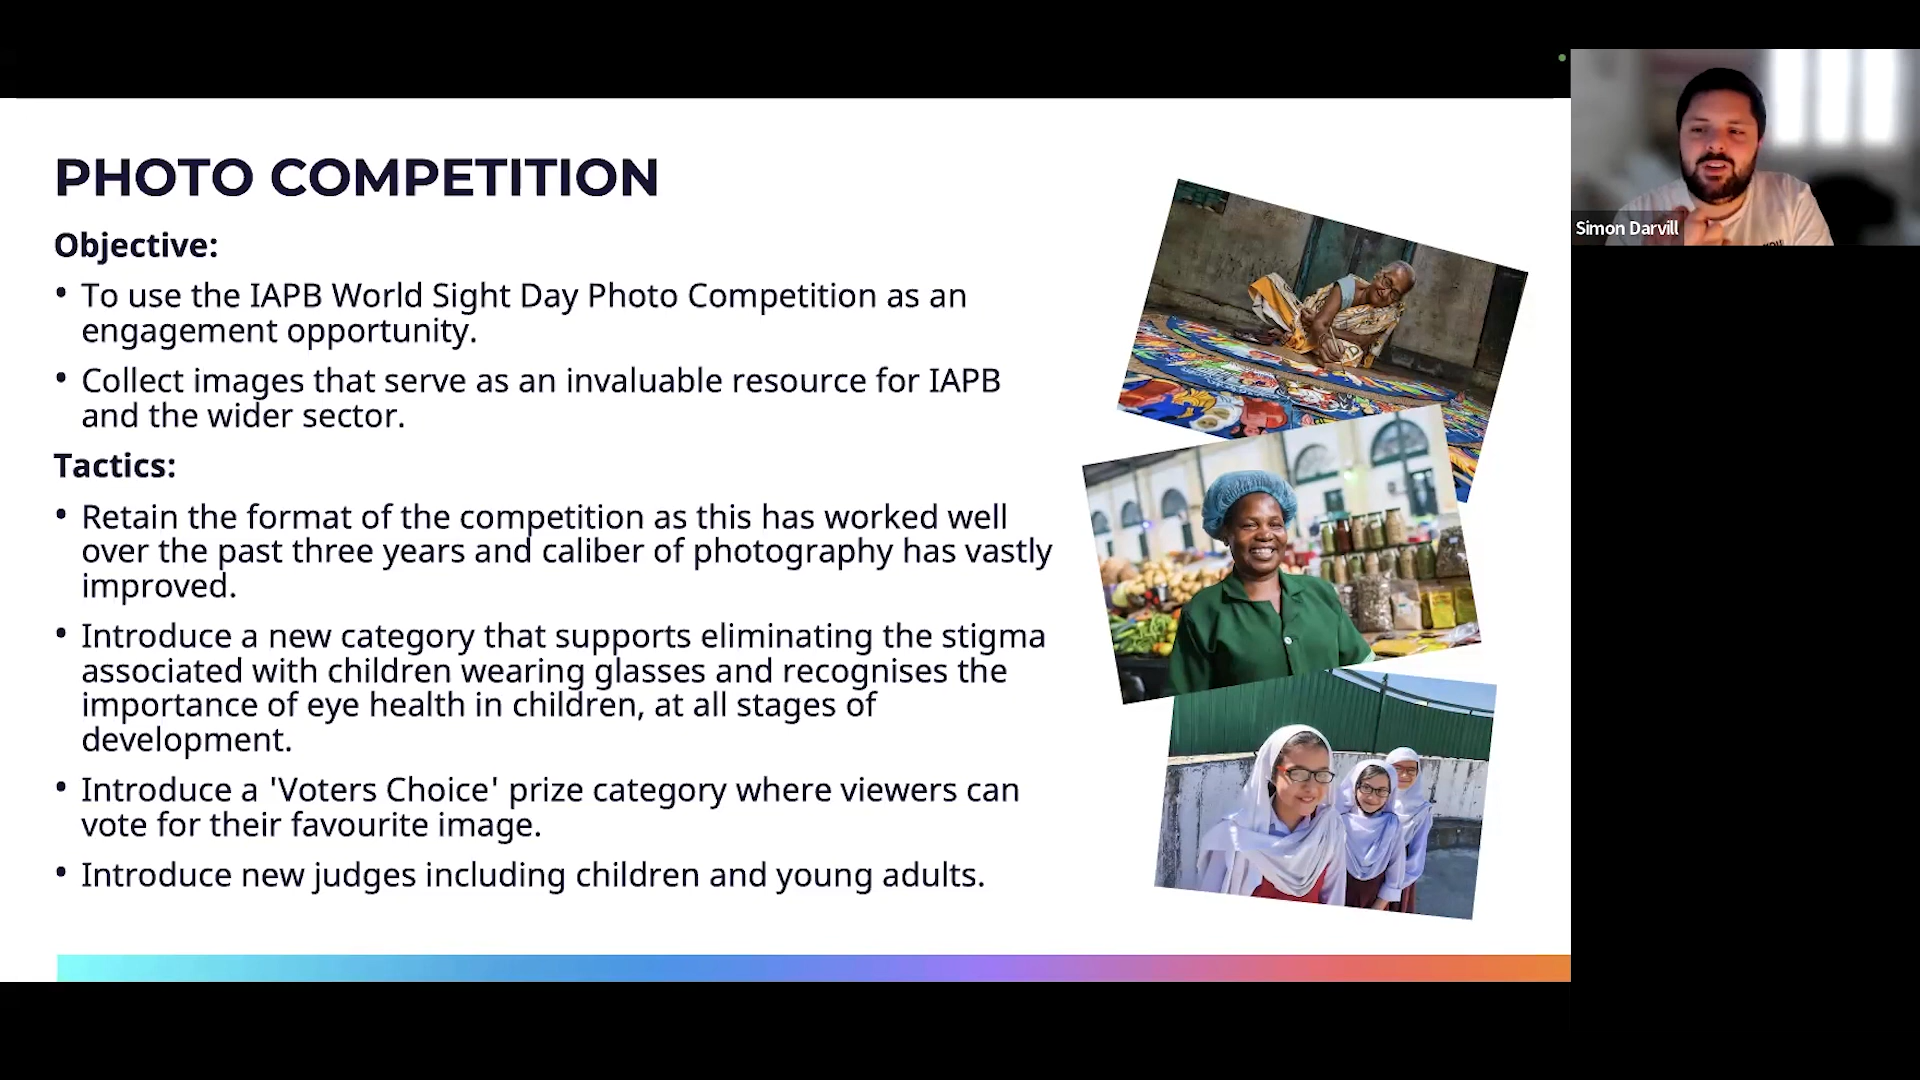 PHOTO COMPETITION
Objective:
• To use the IAPB World Sight Day Photo Competition as an
engagement opportunity.
• Collect images that serve as an invaluable resource for IAPB
and the wider sector.
Tactics:
• Retain the format of the competition as this has worked well
over the past three years and caliber of photography has vastly
improved.
• Introduce a new category that supports eliminating the stigma
associated with children wearing glasses and recognises the
importance of eye health in children, at all stages of
development.
• Introduce a 'Voters Choice' prize category where viewers can
vote for their favourite image.
• Introduce new judges including children and young adults.
Simon Darvill